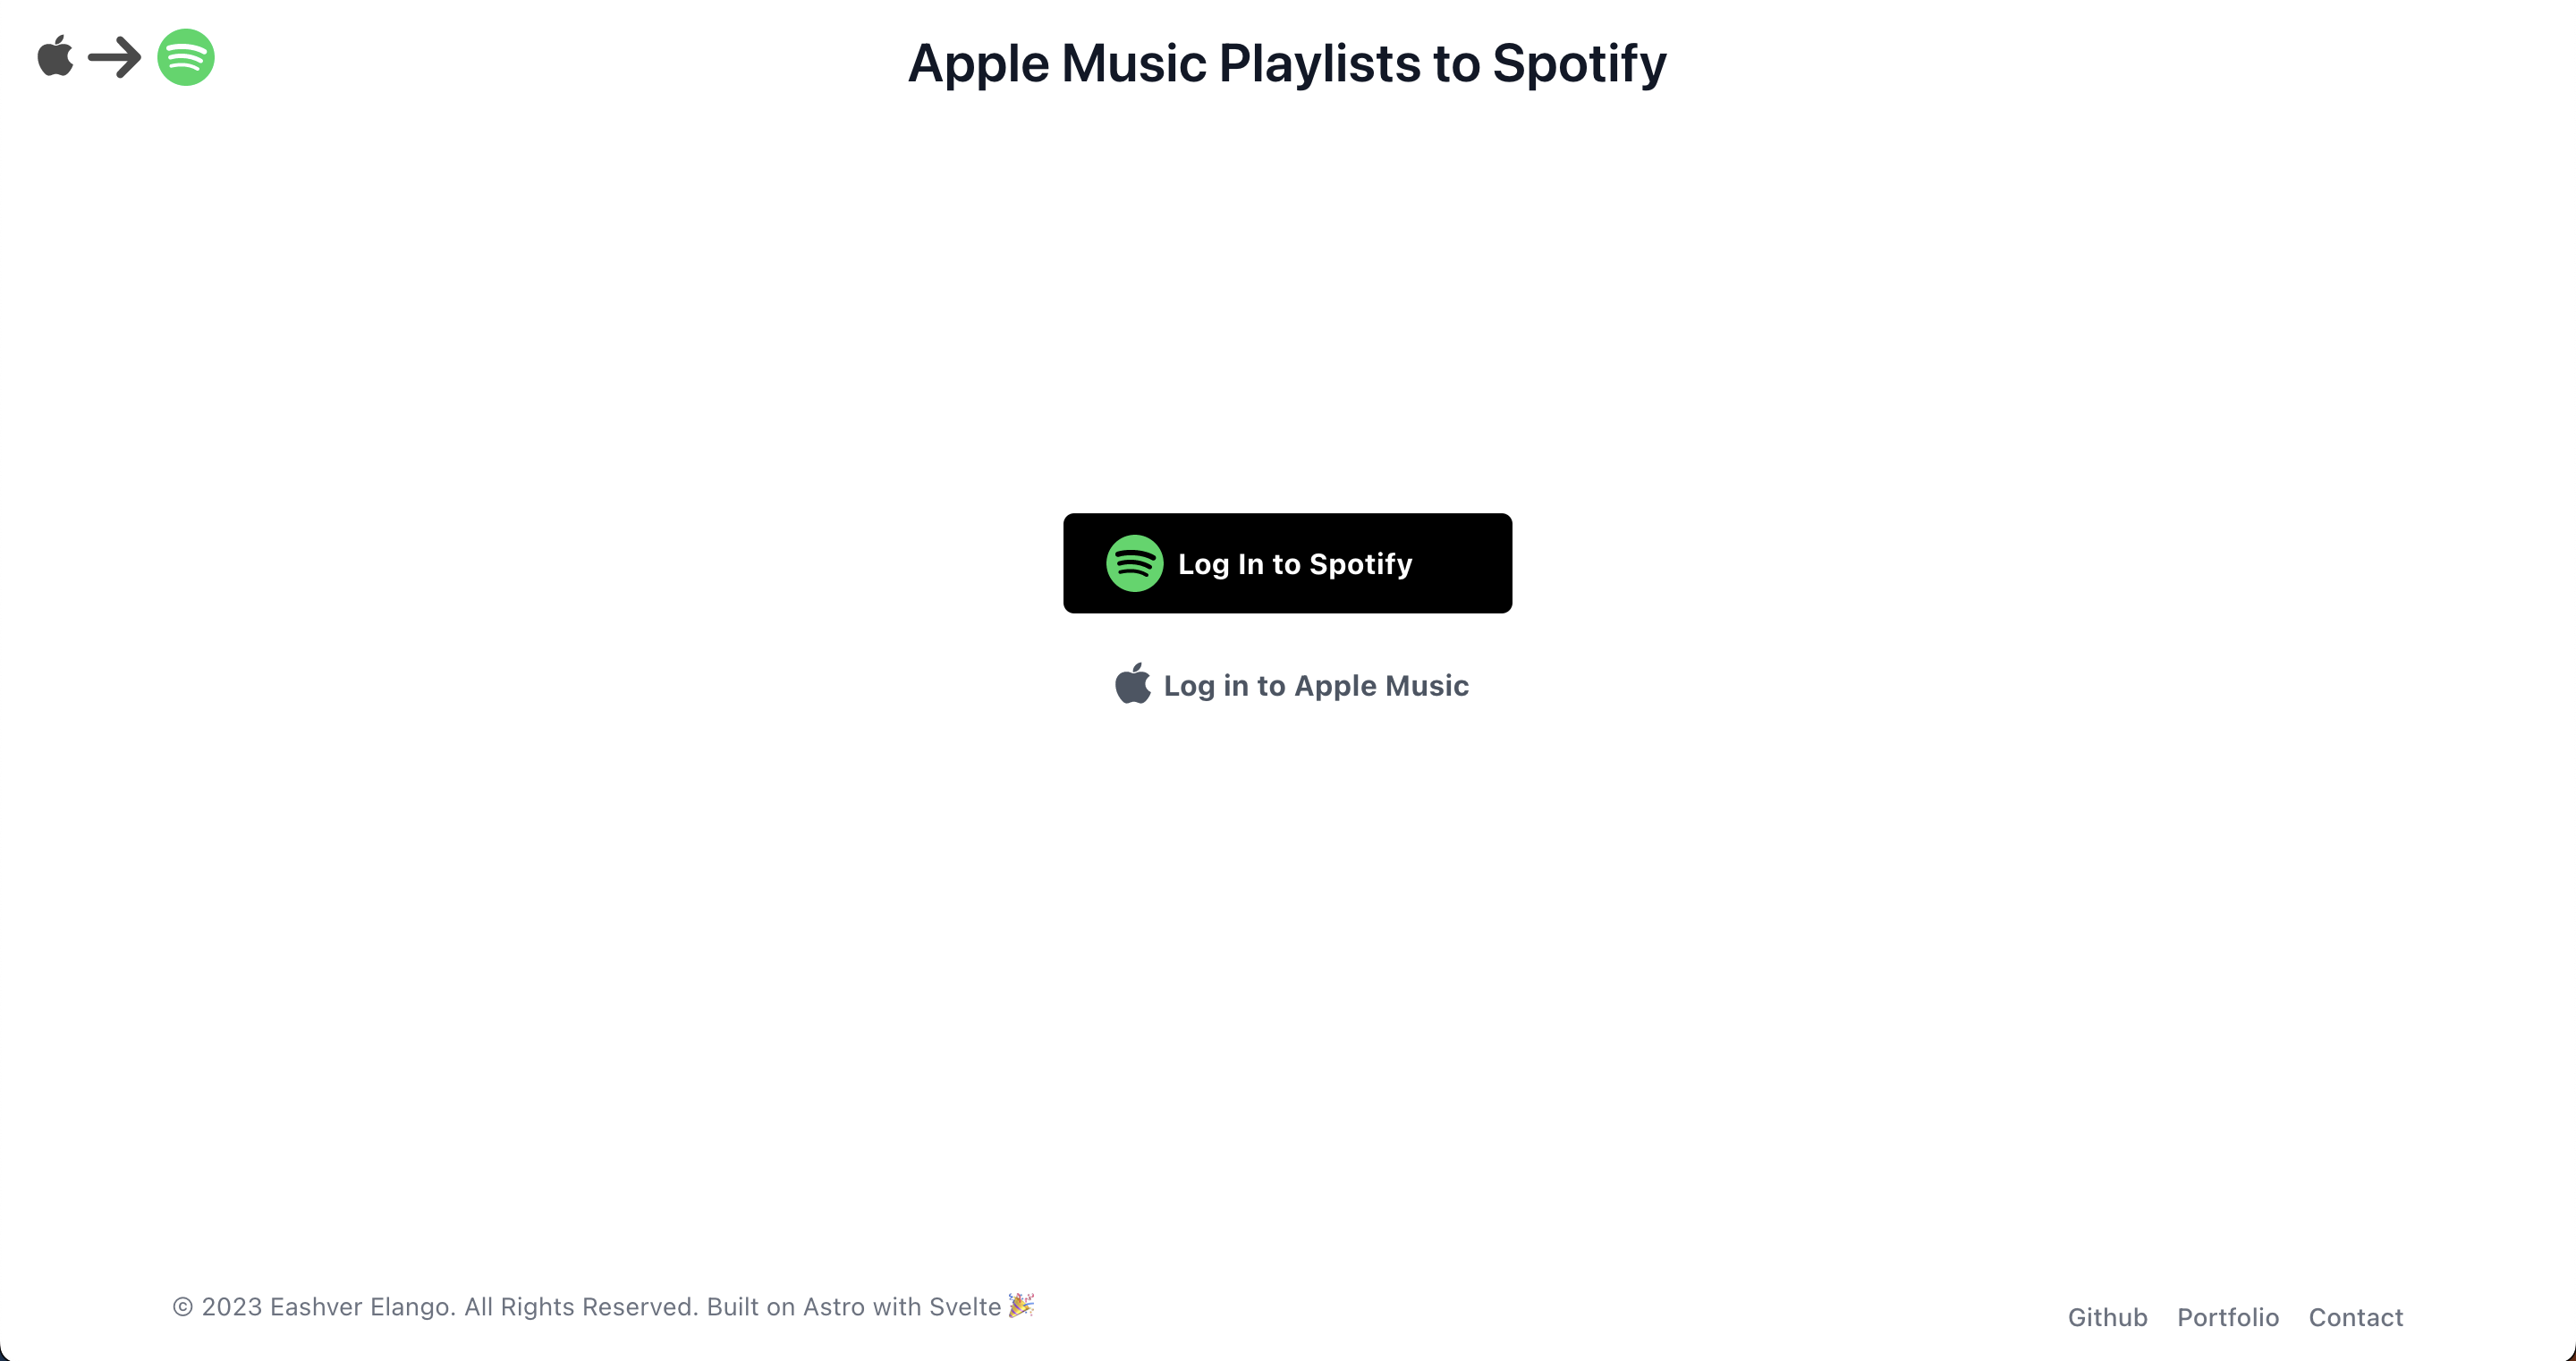 Apple Music Playlists to Spotify
Log In to Spotify
Log in to Apple Music
© 2023 Eashver Elango. All Rights Reserved. Built on Astro with Svelte 🎉
Github Portfolio Contact